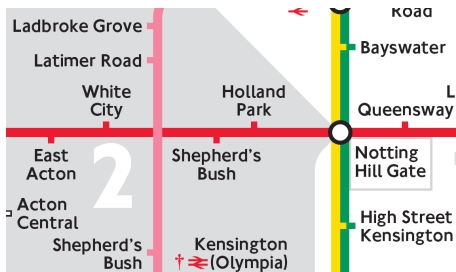 Road
Ladbroke Grove
Bayswater
Latimer Road
White
City
Holland
Park
L
Queensway
East
Acton
2
Shepherd's
Bush
Notting
Hill Gate
Acton
Central
High Street
Kensington
Shepherd's
Bush
Kensington
†
(Olympia)